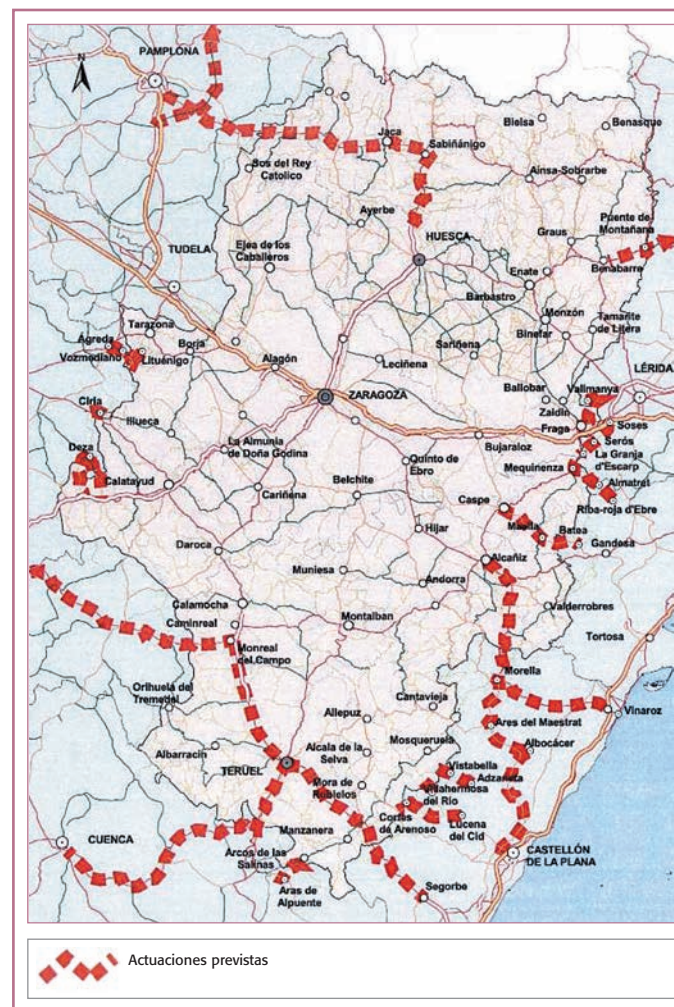 PAMPLONA
N
Jaca
Sabiñánigo
Bielsa
Benasque
Sos del Rey
Catolico
Ainsa-Sobrarbe
Ayerbe
Graus
Puente de
Montañana
HUESCA
TUDELA
Ejea de los
Caballeros
Enate
Benabarre
Barbastro
Monzón
Tamarite
de Litera
Binefar
Sariñena
Tarazona
Agreda
Vozmediano
Lituénigo
Borja
Alagón
Leciñena
ZARAGOZA
Ballobar
Vallmanya
LÉRIDA
Zaidín
Fraga
Soses
Ciria
Illueca
Serós
La Granja
d'Escarp
Deza
La Almunia
de Doña Godina
Quinto de
Ebro
Bujaraloz
Mequinenza
Almatret
Calatayud
Cariñena
Belchite
Caspe
Riba-roja d'Ebre
Hijar
Maella
Batea
Gandesa
Daroca
Alcañiz
Muniesa
Andorra
Calamocha
Caminreal
Montalban
Valderrobres
Monreal
del Campo
Tortosa
Morella
Orihuela del
Tremedal
Allepuz
Cantavieja
Vinaroz
Ares del Maestrat
Albarracín
Alcala de la
Selva
Mosqueruela
Albocácer
TERUEL
Vistabella
Adzaneta
Mora de
Rubielos
Villahermosa
del Río
CUENCA
Manzanera
Cortes
de Arenoso
Lucena
del Cid
Arcos de las
Salinas
CASTELLÓN
DE LA PLANA
Aras de
Alpuente
Segorbe
Actuaciones previstas